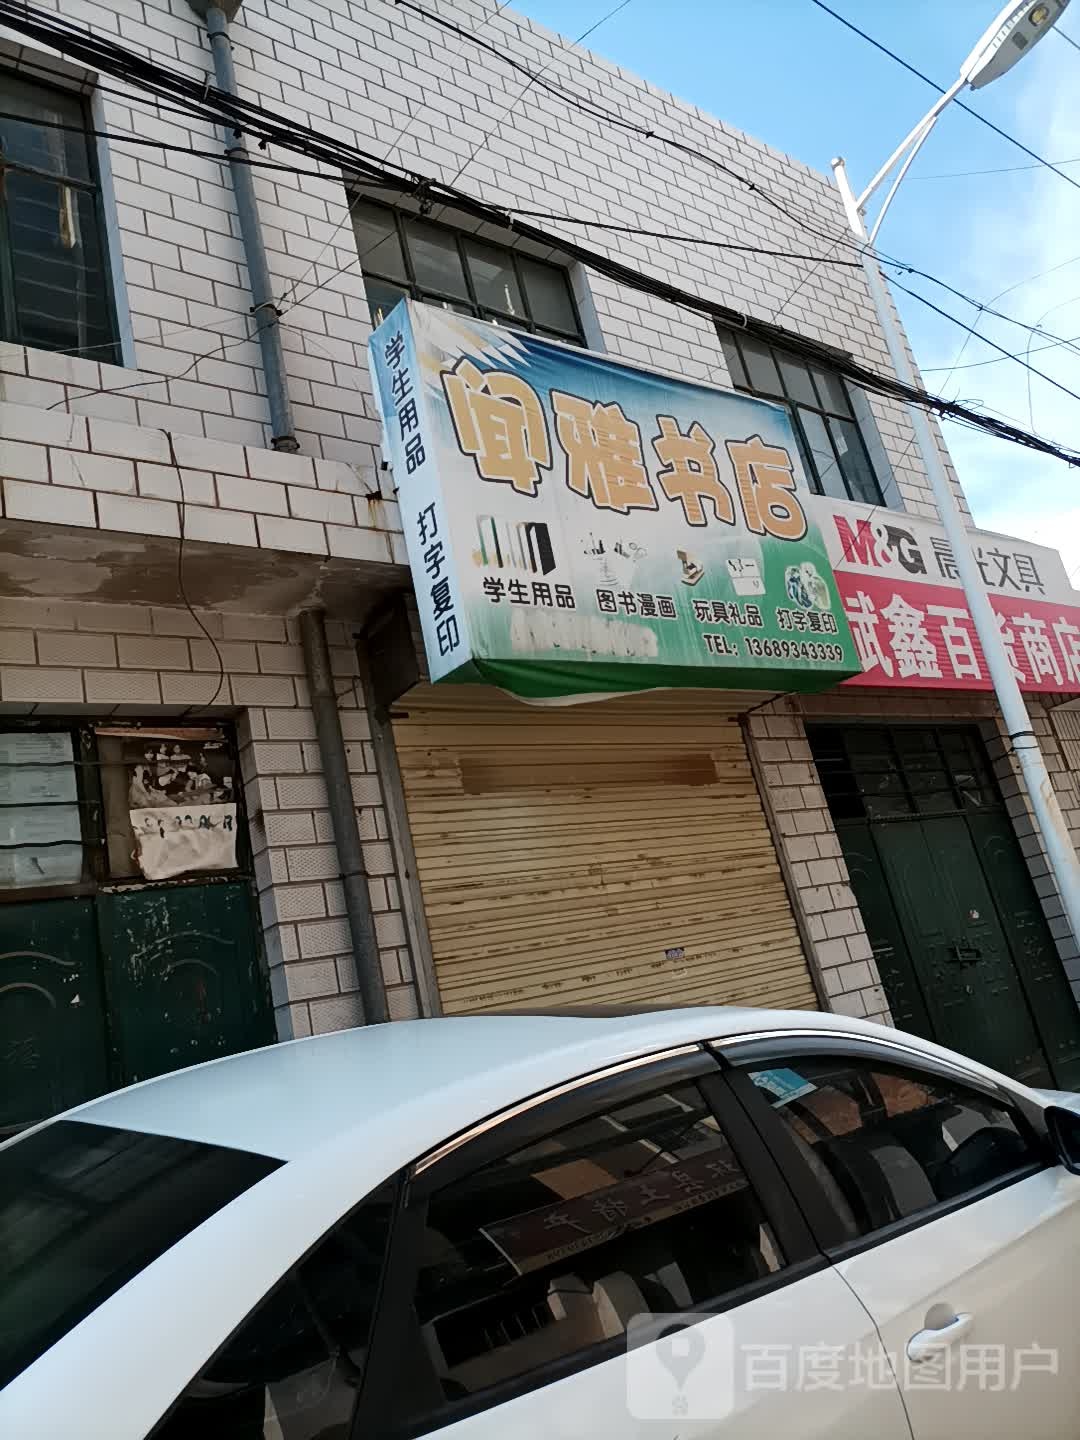 学生用品 打字复印
闻雅书店
学生用品 图书漫画 玩具礼品 打字复印
TEL: 13689343339
M&G 晨光文具
武鑫百货商店
百度地图用户